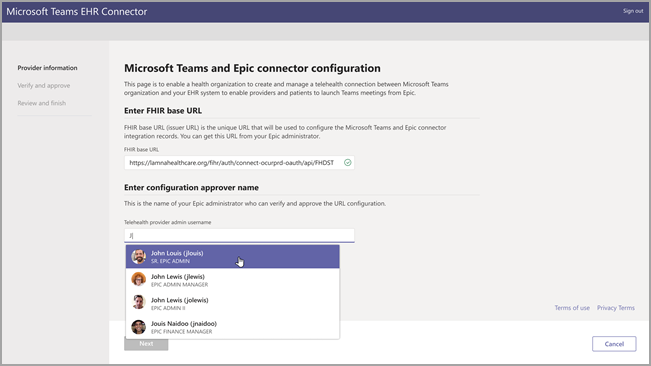 Microsoft Teams EHR Connector
Sign out
Provider information
Verify and approve
Review and finish
Microsoft Teams and Epic connector configuration
This page is to enable a health organization to create and manage a telehealth connection between Microsoft Teams
organization and your EHR system to enable providers and patients to launch Teams meetings from Epic.
Enter FHIR base URL
FHIR base URL (issuer URL) is the unique URL that will be used to configure the Microsoft Teams and Epic connector
integration records. You can get this URL from your Epic administrator.
FHIR base URL
https://lamnahealthcare.org/fihr/auth/connect-ocurprd-oauth/api/FHDST
Enter configuration approver name
This is the name of your Epic administrator who can verify and approve the URL configuration.
Telehealth provider admin username
J
John Louis (jlouis)
SR. EPIC ADMIN
John Lewis (jlewis)
EPIC ADMIN MANAGER
John Lewis (jolewis)
EPIC ADMIN II
Jouis Naidoo (jnaidoo)
EPIC FINANCE MANAGER
Terms of use
Privacy Terms
Next
Cancel